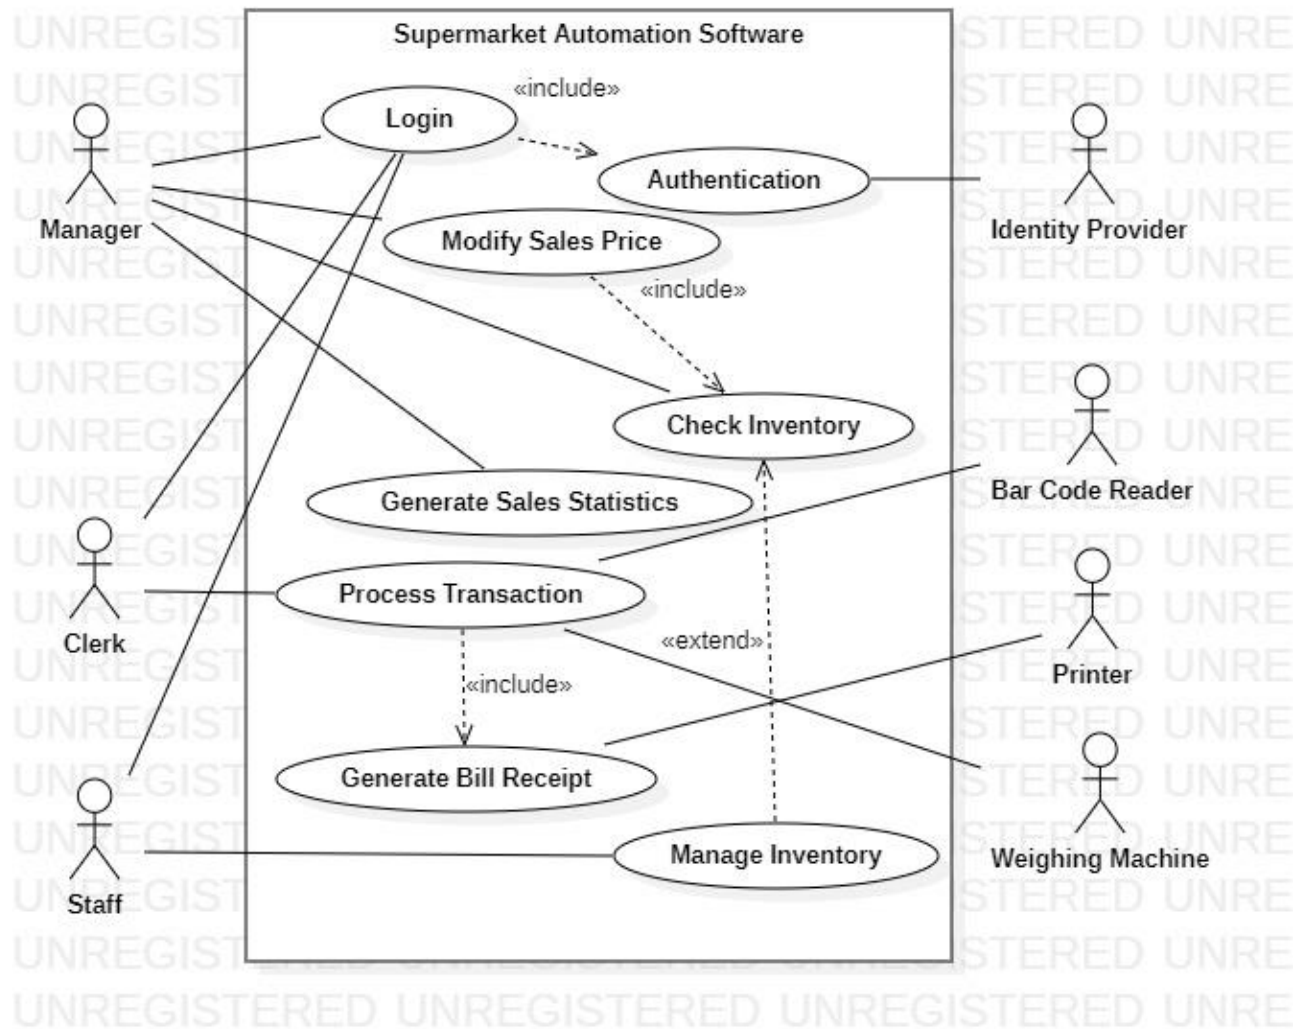 Supermarket Automation Software
«include»
Login
Authentication
Manager
Identity Provider
Modify Sales Price
«include»
Check Inventory
Bar Code Reader
Generate Sales Statistics
Process Transaction
Clerk
«extend»
Printer
«include»
Generate Bill Receipt
Manage Inventory
Weighing Machine
Staff
UNREGISTERED UNREGISTERED UNREGISTERED UNRE